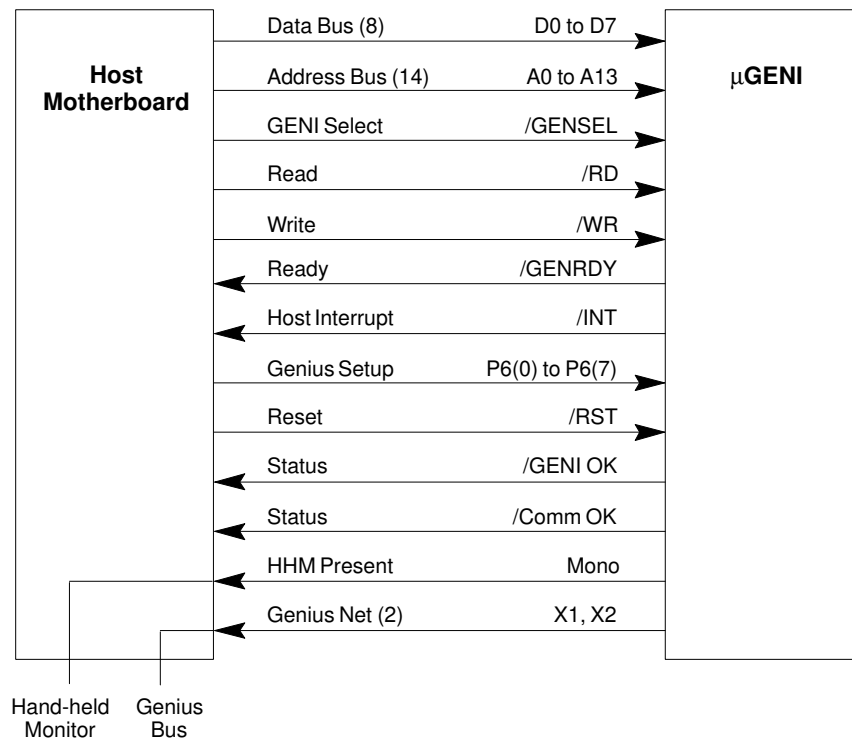 Host
Motherboard
μGENI
Data Bus (8) D0 to D7
Address Bus (14) A0 to A13
GENI Select /GENSEL
Read /RD
Write /WR
Ready /GENRDY
Host Interrupt /INT
Genius Setup P6(0) to P6(7)
Reset /RST
Status /GENI OK
Status /Comm OK
HHM Present Mono
Genius Net (2) X1, X2
Hand-held
Monitor
Genius
Bus